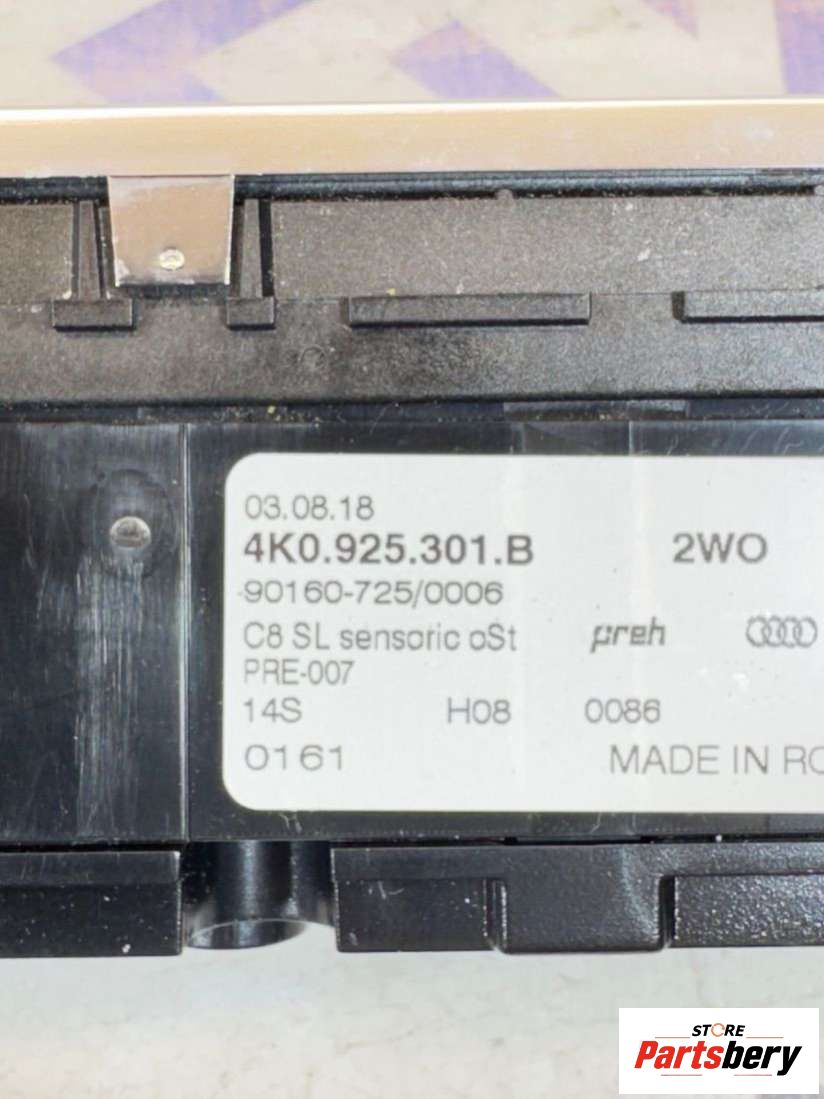 03.08.18
4K0.925.301.B 2WO
90160-725/0006
C8 SL sensoric oSt preh
PRE-007
14S H08 0086
0161 MADE IN RO
STORE
Partsbery